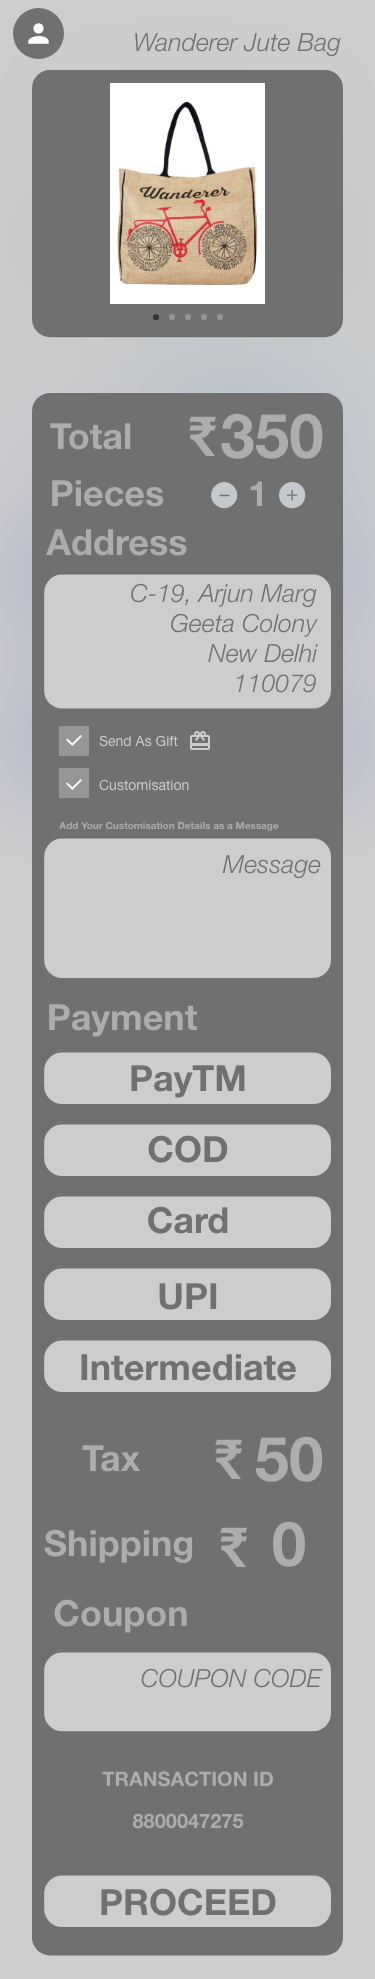 Wanderer Jute Bag
Wanderer
Total ₹350
Pieces 1
Address
C-19, Arjun Marg
Geeta Colony
New Delhi
110079
Send As Gift
Customisation
Add Your Customisation Details as a Message
Message
Payment
PayTM
COD
Card
UPI
Intermediate
Tax ₹ 50
Shipping ₹ 0
Coupon
COUPON CODE
TRANSACTION ID
8800047275
PROCEED